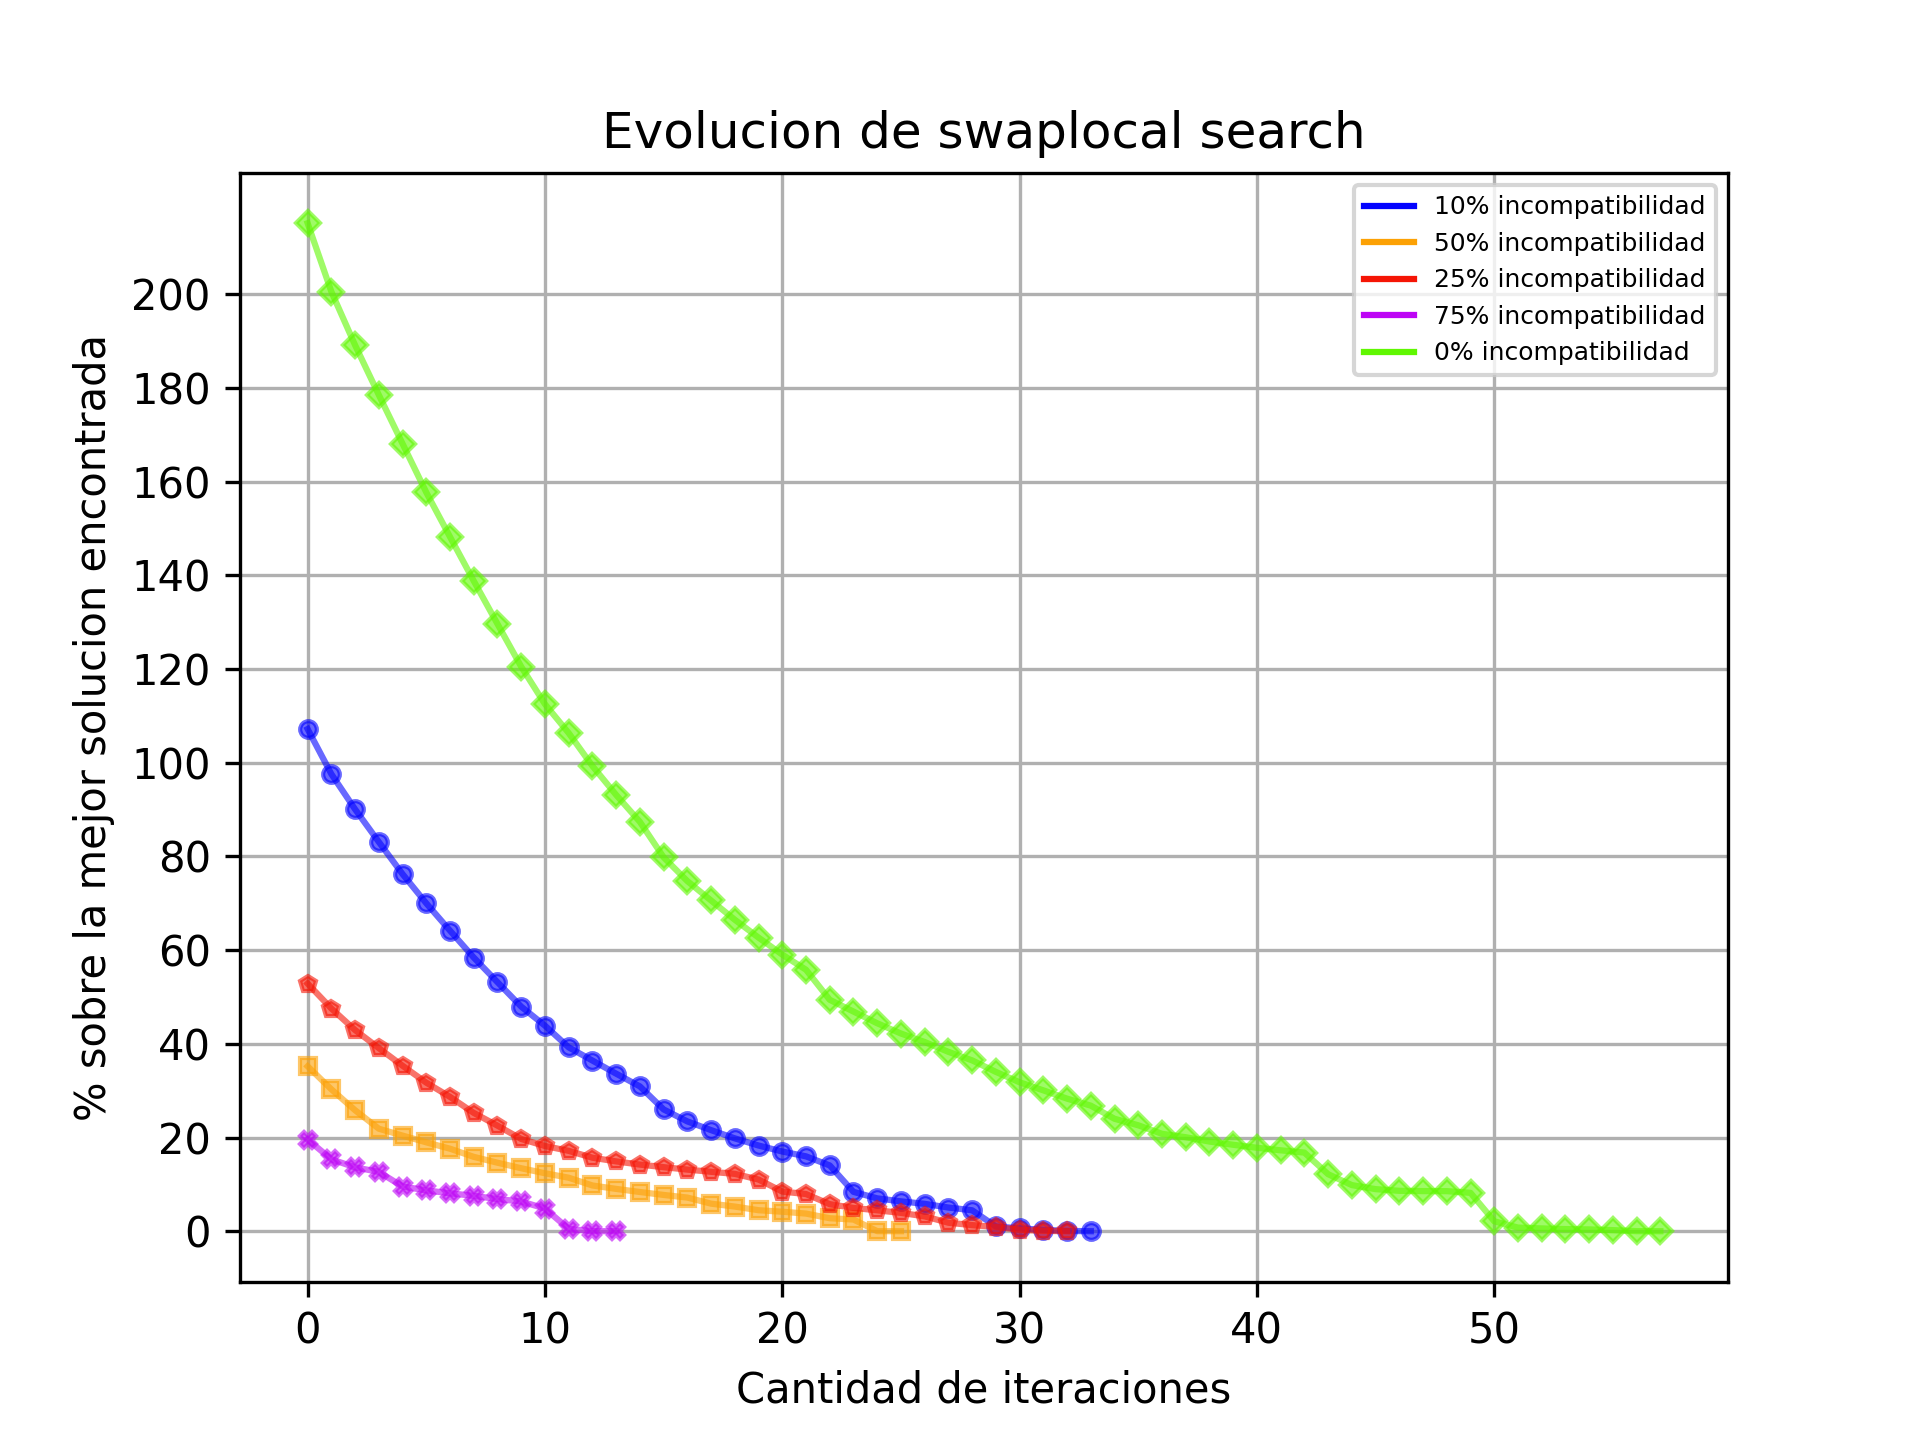 Evolucion de swaplocal search
10% incompatibilidad
50% incompatibilidad
25% incompatibilidad
75% incompatibilidad
0% incompatibilidad
% sobre la mejor solucion encontrada
200
180
160
140
120
100
80
60
40
20
0
0 10 20 30 40 50
Cantidad de iteraciones